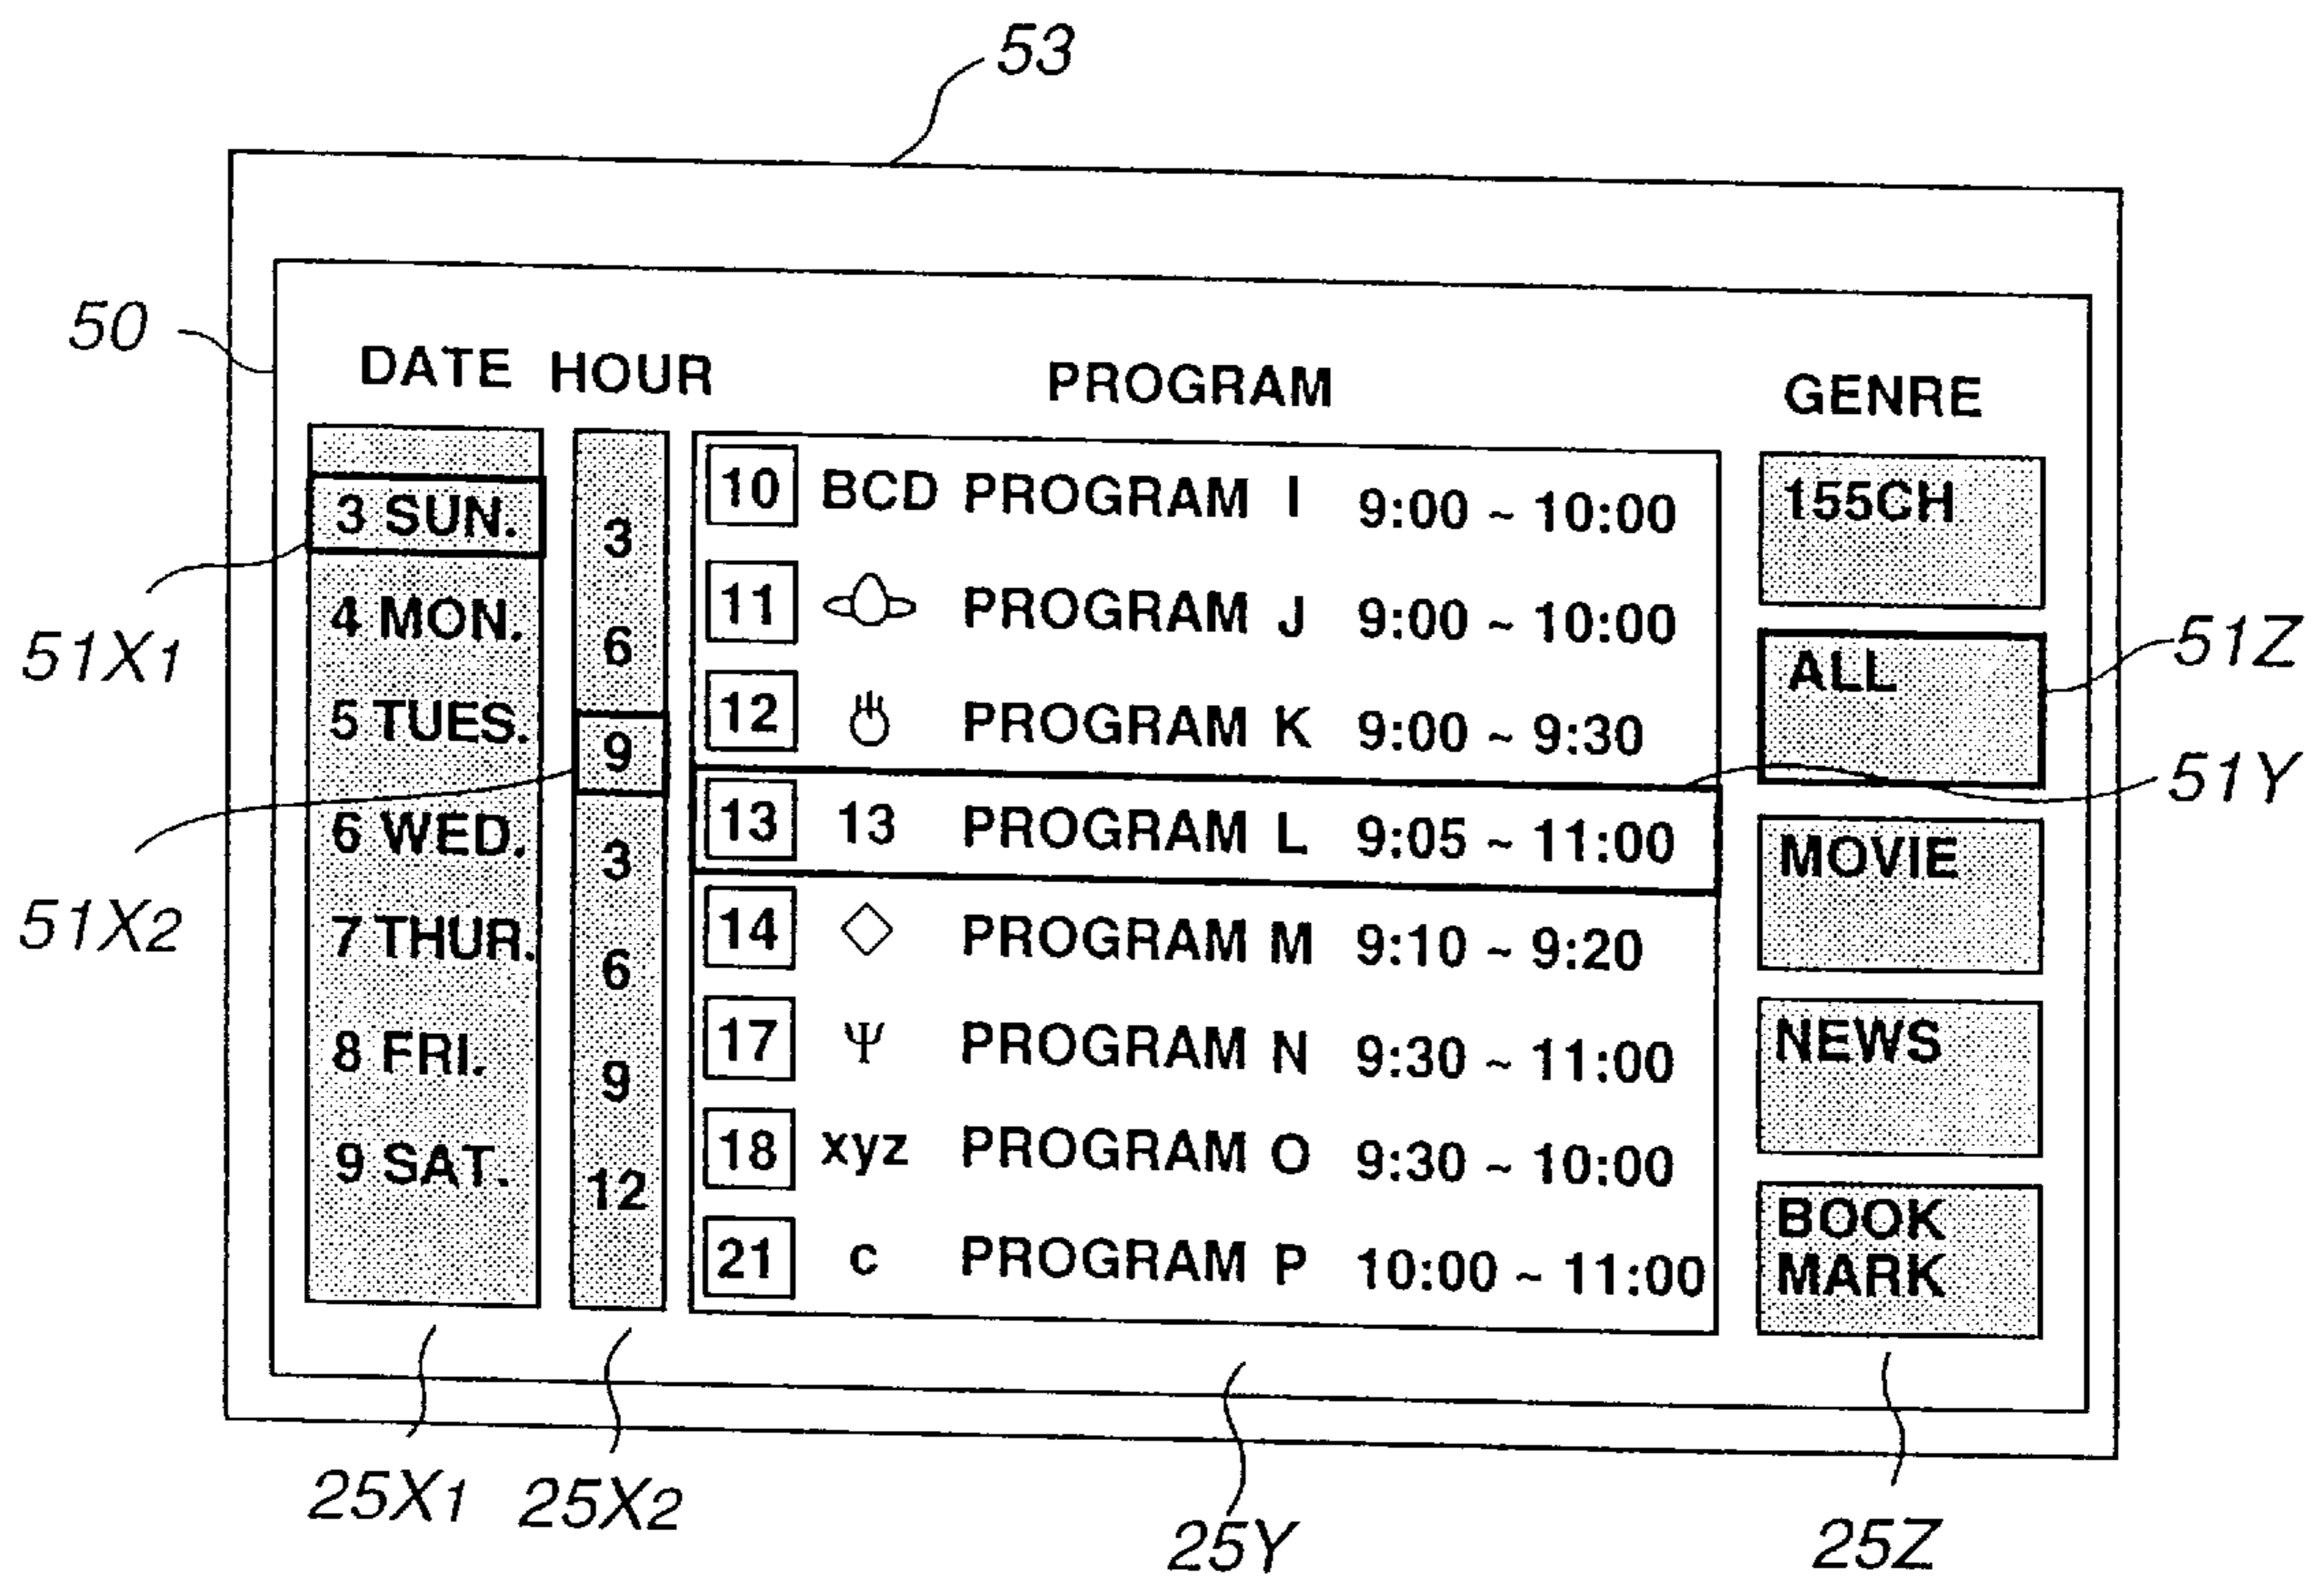 53
50
DATE HOUR PROGRAM GENRE
3 SUN.
4 MON.
5 TUES.
6 WED.
7 THUR.
8 FRI.
9 SAT.
3
6
9
3
6
9
12
10 BCD PROGRAM I 9:00 ~ 10:00
11 PROGRAM J 9:00 ~ 10:00
12 PROGRAM K 9:00 ~ 9:30
13 13 PROGRAM L 9:05 ~ 11:00
14 PROGRAM M 9:10 ~ 9:20
17 Ψ PROGRAM N 9:30 ~ 11:00
18 xyz PROGRAM O 9:30 ~ 10:00
21 c PROGRAM P 10:00 ~ 11:00
155CH
ALL
MOVIE
NEWS
BOOK
MARK
51X1
51X2
51Z
51Y
25X1
25X2
25Y
25Z